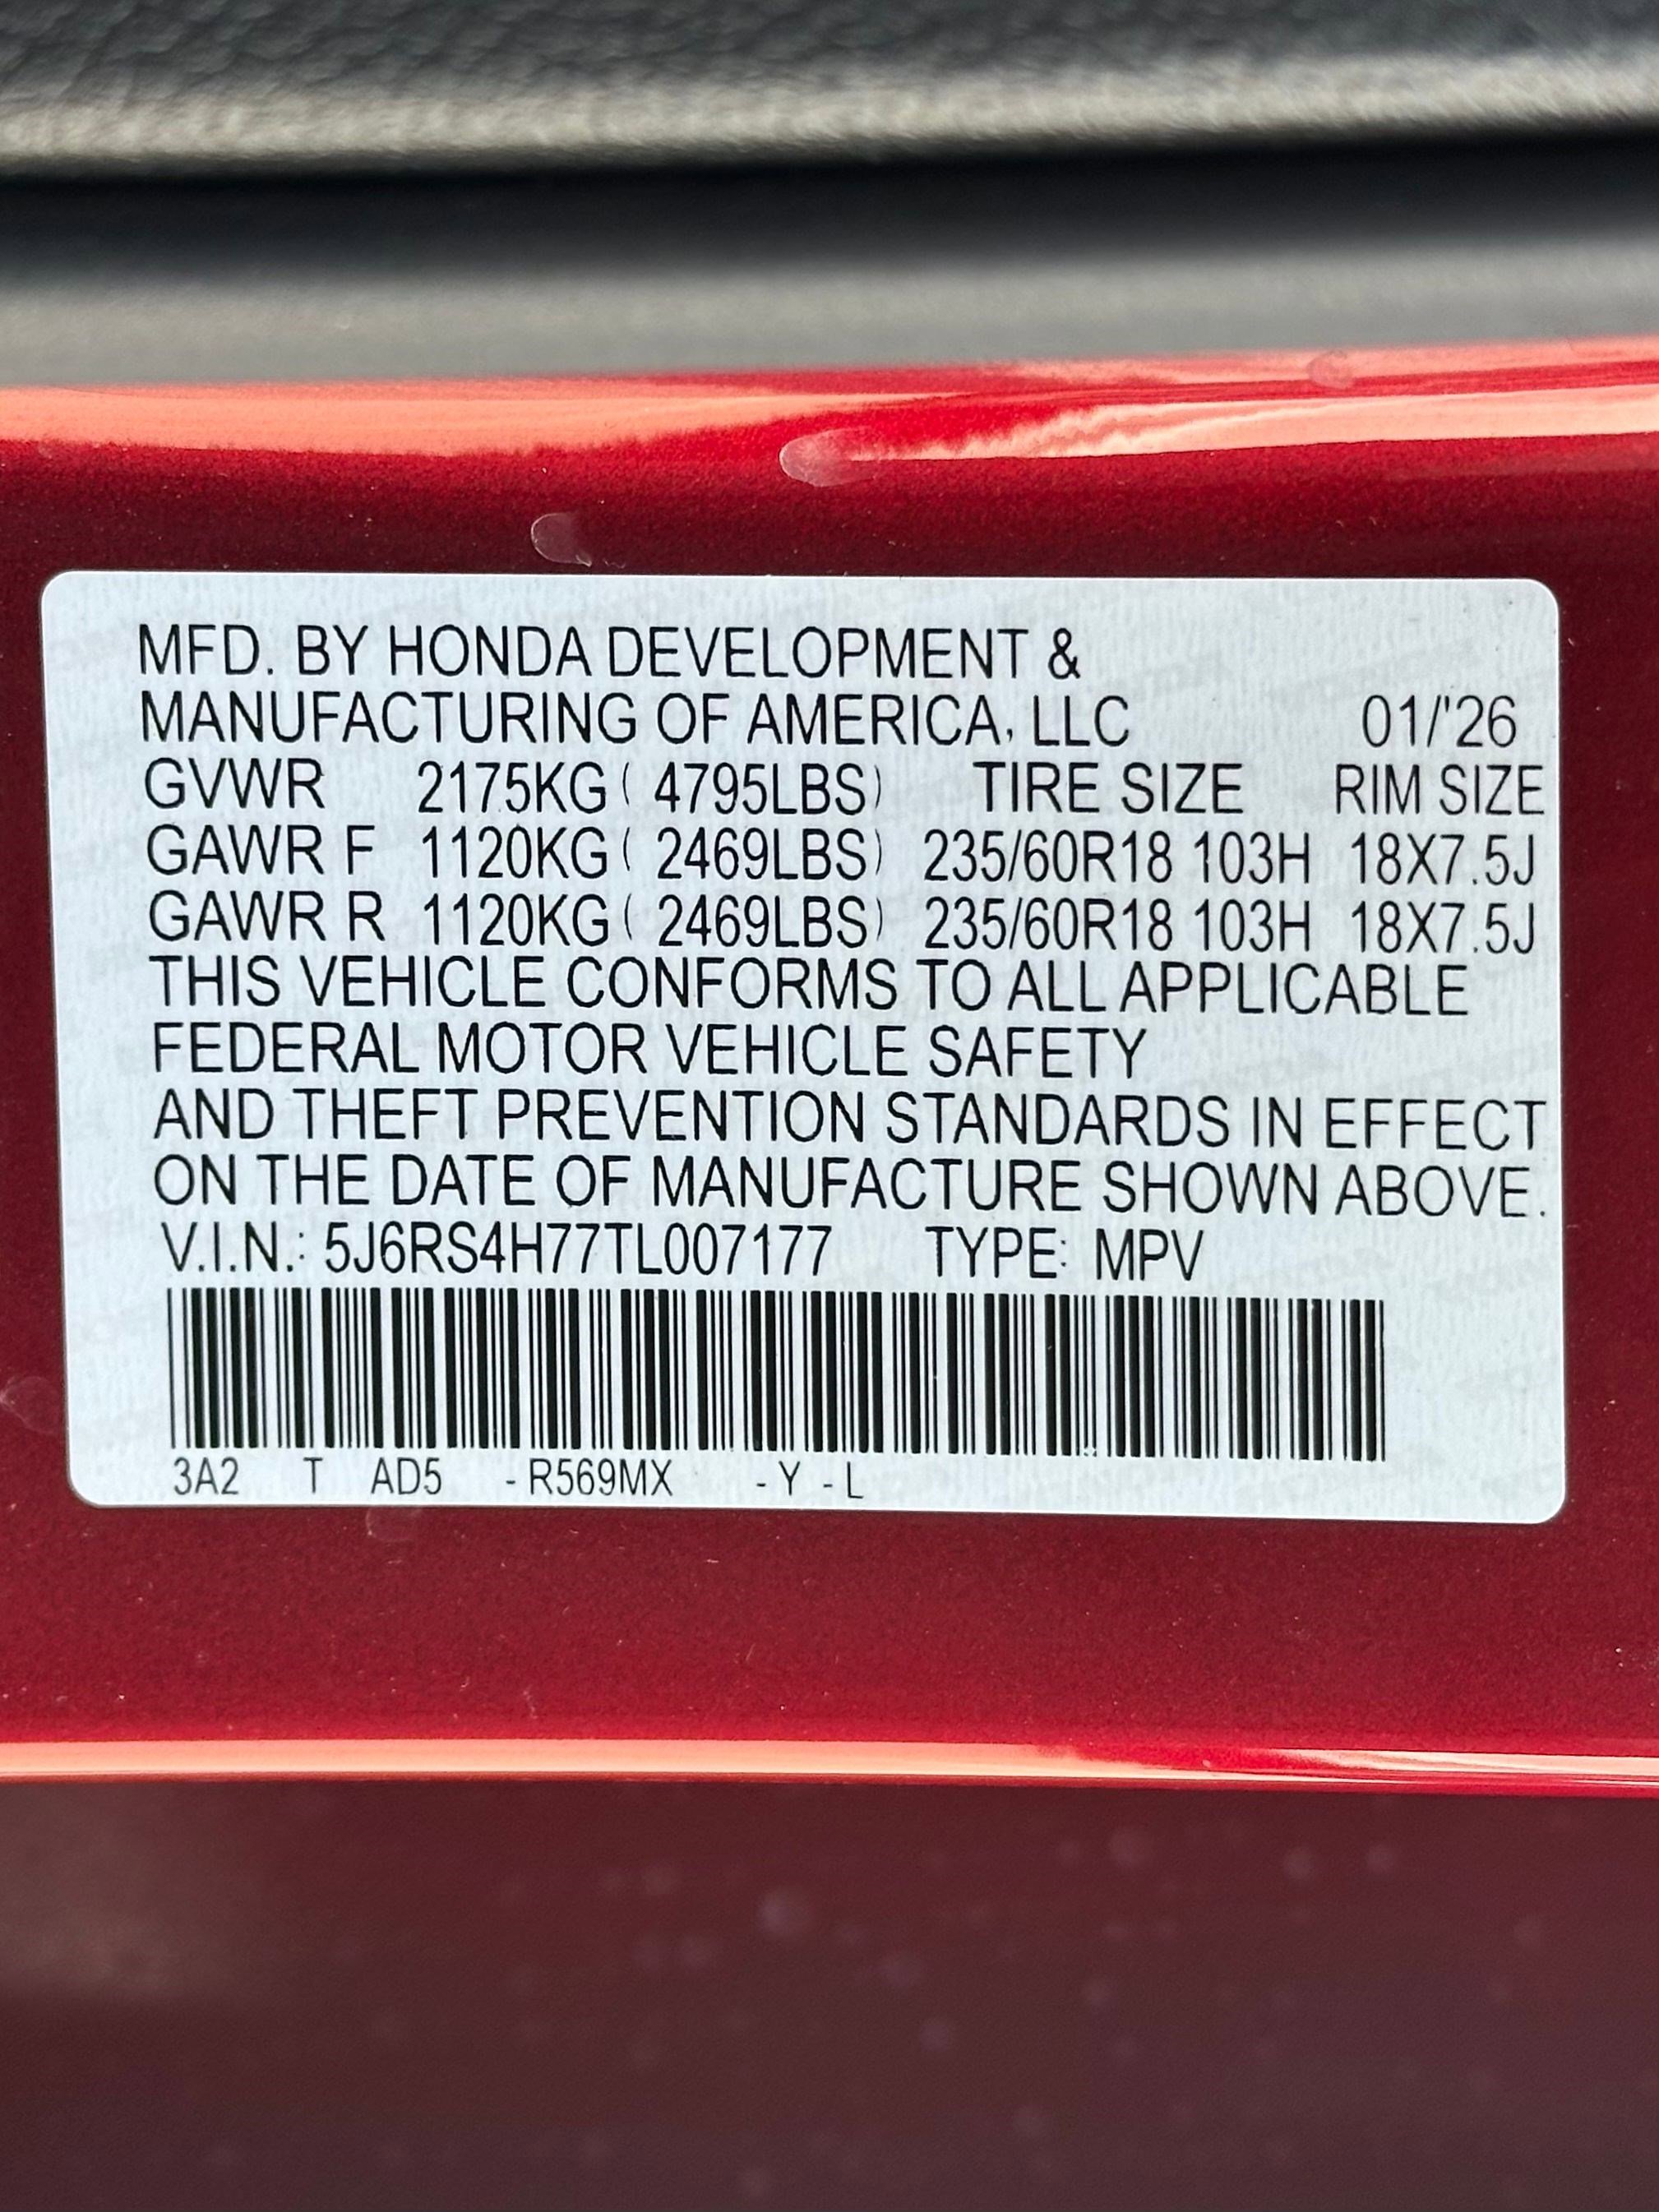 MFD. BY HONDA DEVELOPMENT &
MANUFACTURING OF AMERICA, LLC 01/'26
GVWR 2175KG ( 4795LBS) TIRE SIZE RIM SIZE
GAWR F 1120KG ( 2469LBS) 235/60R18 103H 18X7.5J
GAWR R 1120KG ( 2469LBS) 235/60R18 103H 18X7.5J
THIS VEHICLE CONFORMS TO ALL APPLICABLE
FEDERAL MOTOR VEHICLE SAFETY
AND THEFT PREVENTION STANDARDS IN EFFECT
ON THE DATE OF MANUFACTURE SHOWN ABOVE.
V.I.N.: 5J6RS4H77TL007177 TYPE: MPV
3A2 T AD5 - R569MX - Y - L